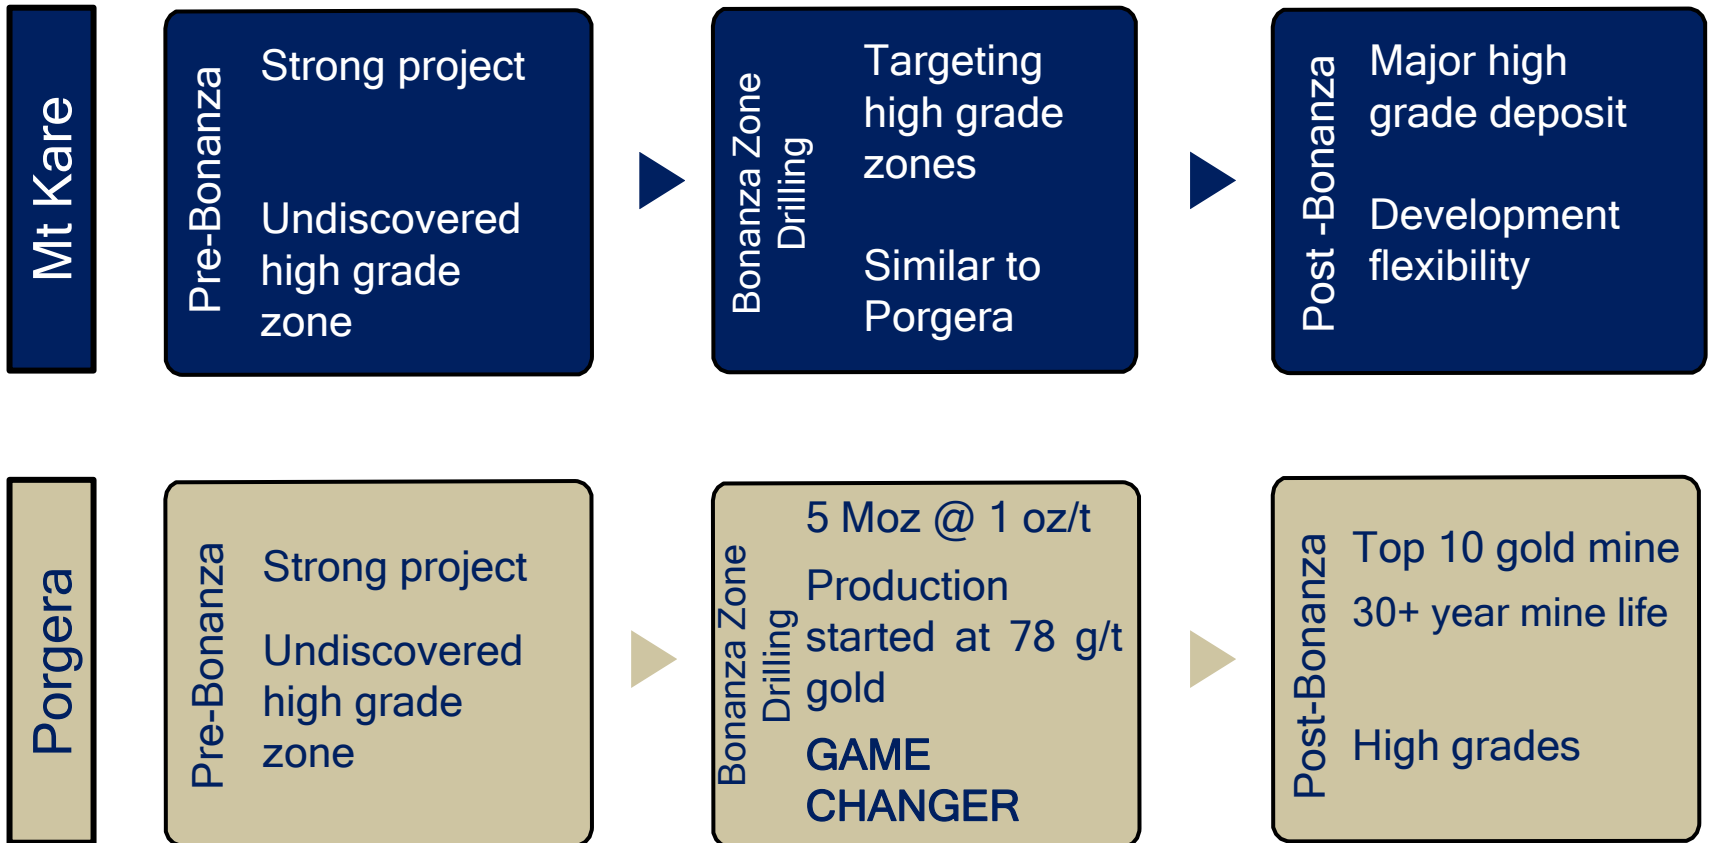 Mt Kare
Pre-Bonanza
Strong project
Undiscovered
high grade
zone
Bonanza Zone
Drilling
Targeting
high grade
zones
Similar to
Porgera
Post -Bonanza
Major high
grade deposit
Development
flexibility
Porgera
Pre-Bonanza
Strong project
Undiscovered
high grade
zone
Bonanza Zone
Drilling
5 Moz @ 1 oz/t
Production
started at 78 g/t
gold
GAME
CHANGER
Post-Bonanza
Top 10 gold mine
30+ year mine life
High grades